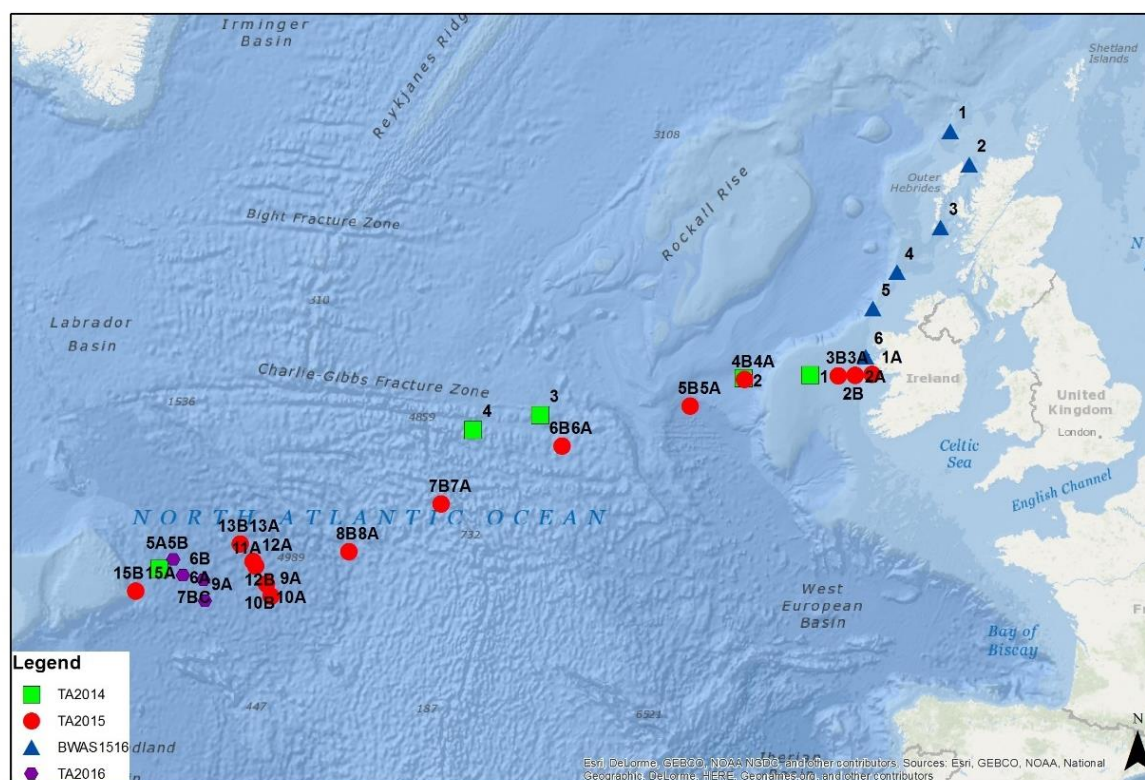 Irminger
Basin
Reykjanes Ridge
Shetland
Islands
3108
1
2
Outer
Hebrides
3
Rockall Rise
Bight Fracture Zone
4
5
310
Labrador
Basin
6
Charlie-Gibbs Fracture Zone
4B4A
2
1
3B3A
1A
2A
2B
Ireland
United
Kingdom
London
1536
4859
4
3
5B5A
6B6A
Celtic
Sea
English Channel
7B7A
NORTH ATLANTIC OCEAN
732
13B13A
11A
12A
4989
8B8A
5A5B
6B
15B15A
6A
9A
12B
9A
7BC
10B
10A
West
European
Basin
Bay of
Biscay
Legend
TA2014
TA2015
BWAS1516
TA2016
447
187
6521
Iberian
N
Esri, DeLorme, GEBCO, NOAA NGDC, and other contributors, Sources: Esri, GEBCO, NOAA, National
Geographic, DeLorme, HERE, Geonames.org, and other contributors